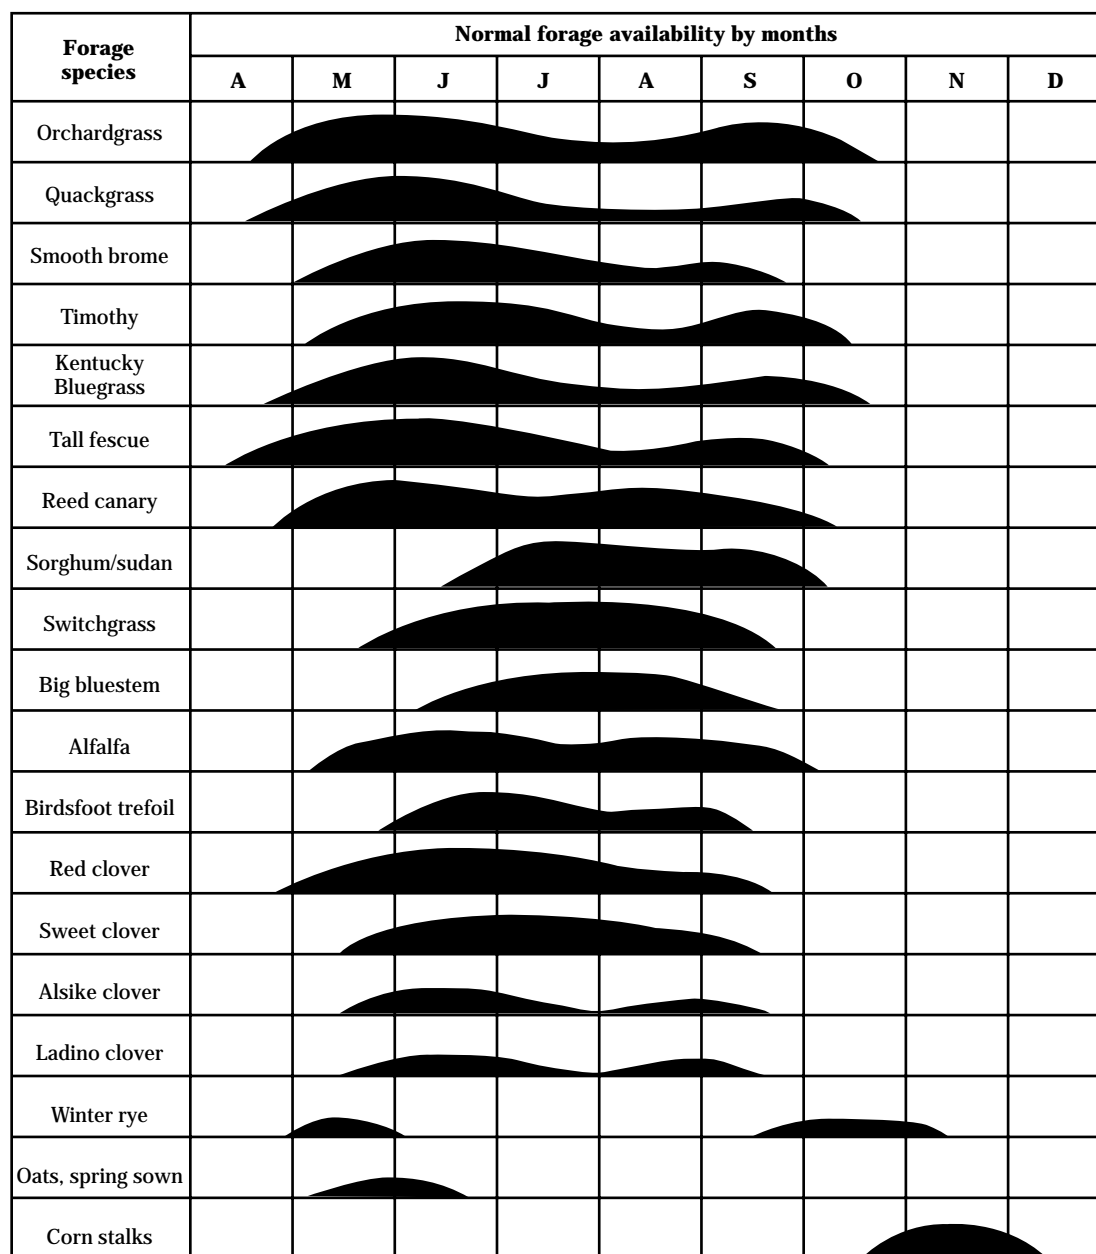 Forage
species
Normal forage availability by months
A M J J A S O N D
Orchardgrass
Quackgrass
Smooth brome
Timothy
Kentucky
Bluegrass
Tall fescue
Reed canary
Sorghum/sudan
Switchgrass
Big bluestem
Alfalfa
Birdsfoot trefoil
Red clover
Sweet clover
Alsike clover
Ladino clover
Winter rye
Oats, spring sown
Corn stalks